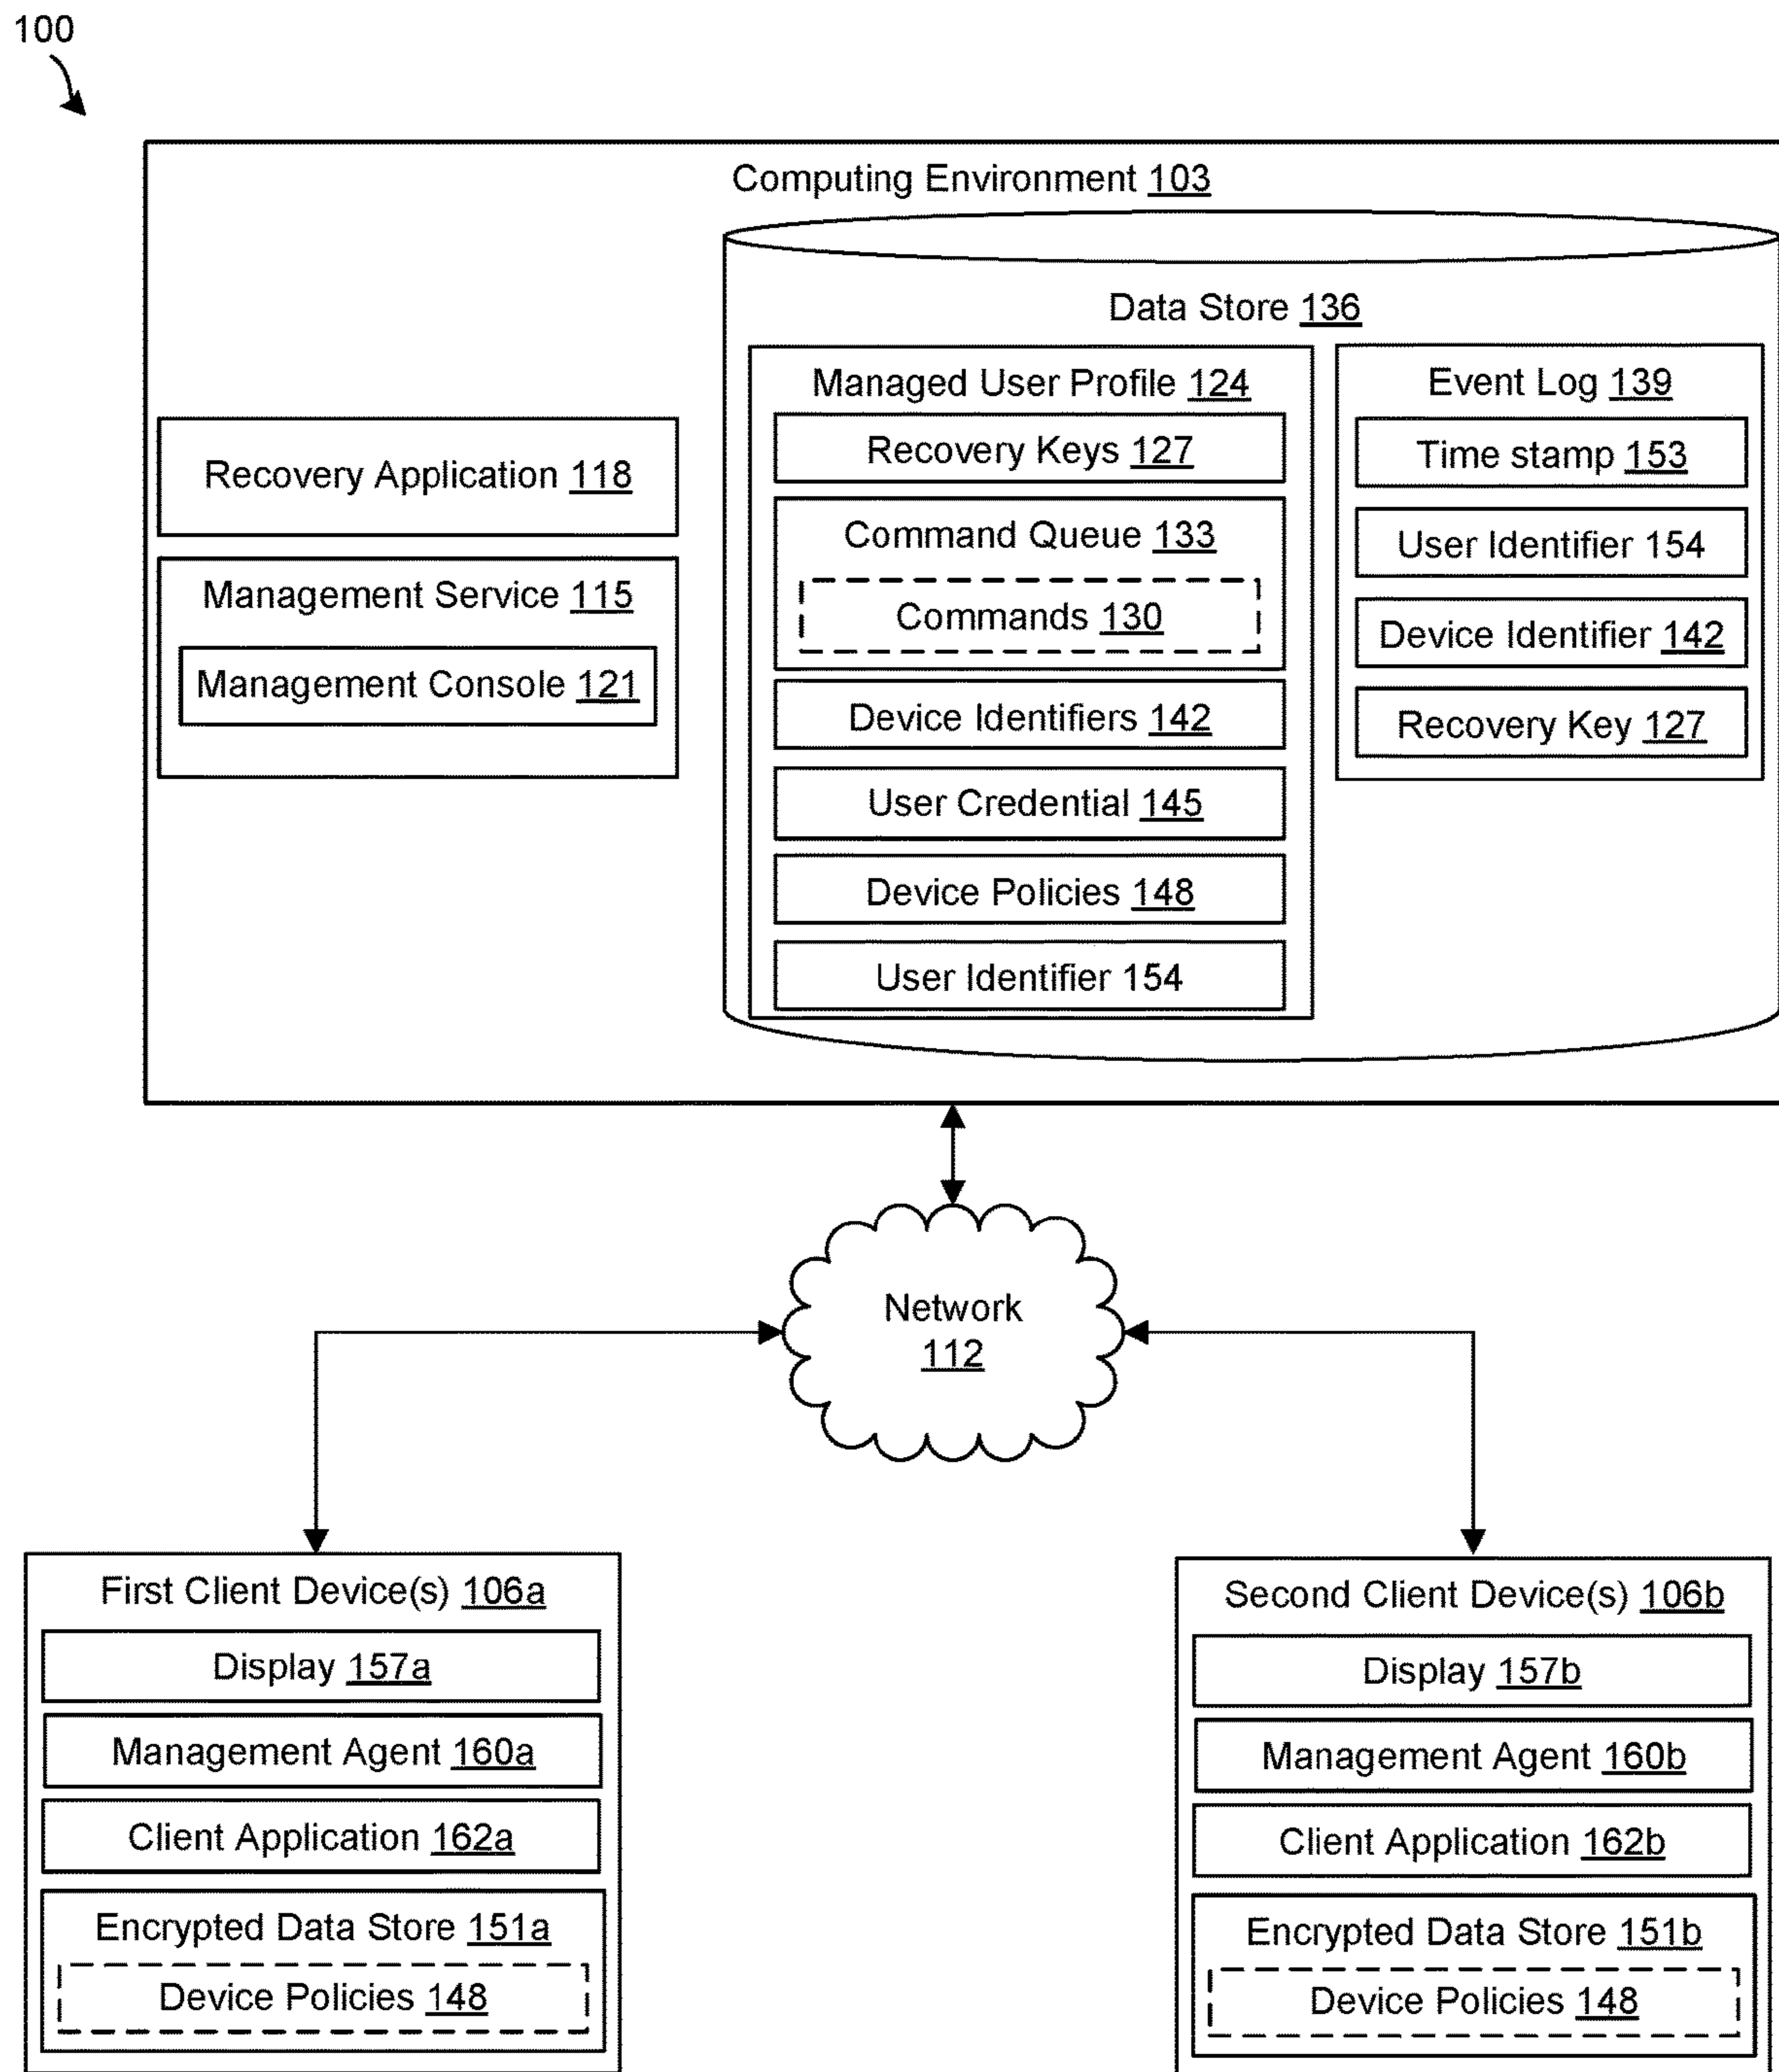 100
Computing Environment 103
Data Store 136
Recovery Application 118
Management Service 115
Management Console 121
Managed User Profile 124
Recovery Keys 127
Command Queue 133
Commands 130
Device Identifiers 142
User Credential 145
Device Policies 148
User Identifier 154
Event Log 139
Time stamp 153
User Identifier 154
Device Identifier 142
Recovery Key 127
Network
112
First Client Device(s) 106a
Display 157a
Management Agent 160a
Client Application 162a
Encrypted Data Store 151a
Device Policies 148
Second Client Device(s) 106b
Display 157b
Management Agent 160b
Client Application 162b
Encrypted Data Store 151b
Device Policies 148